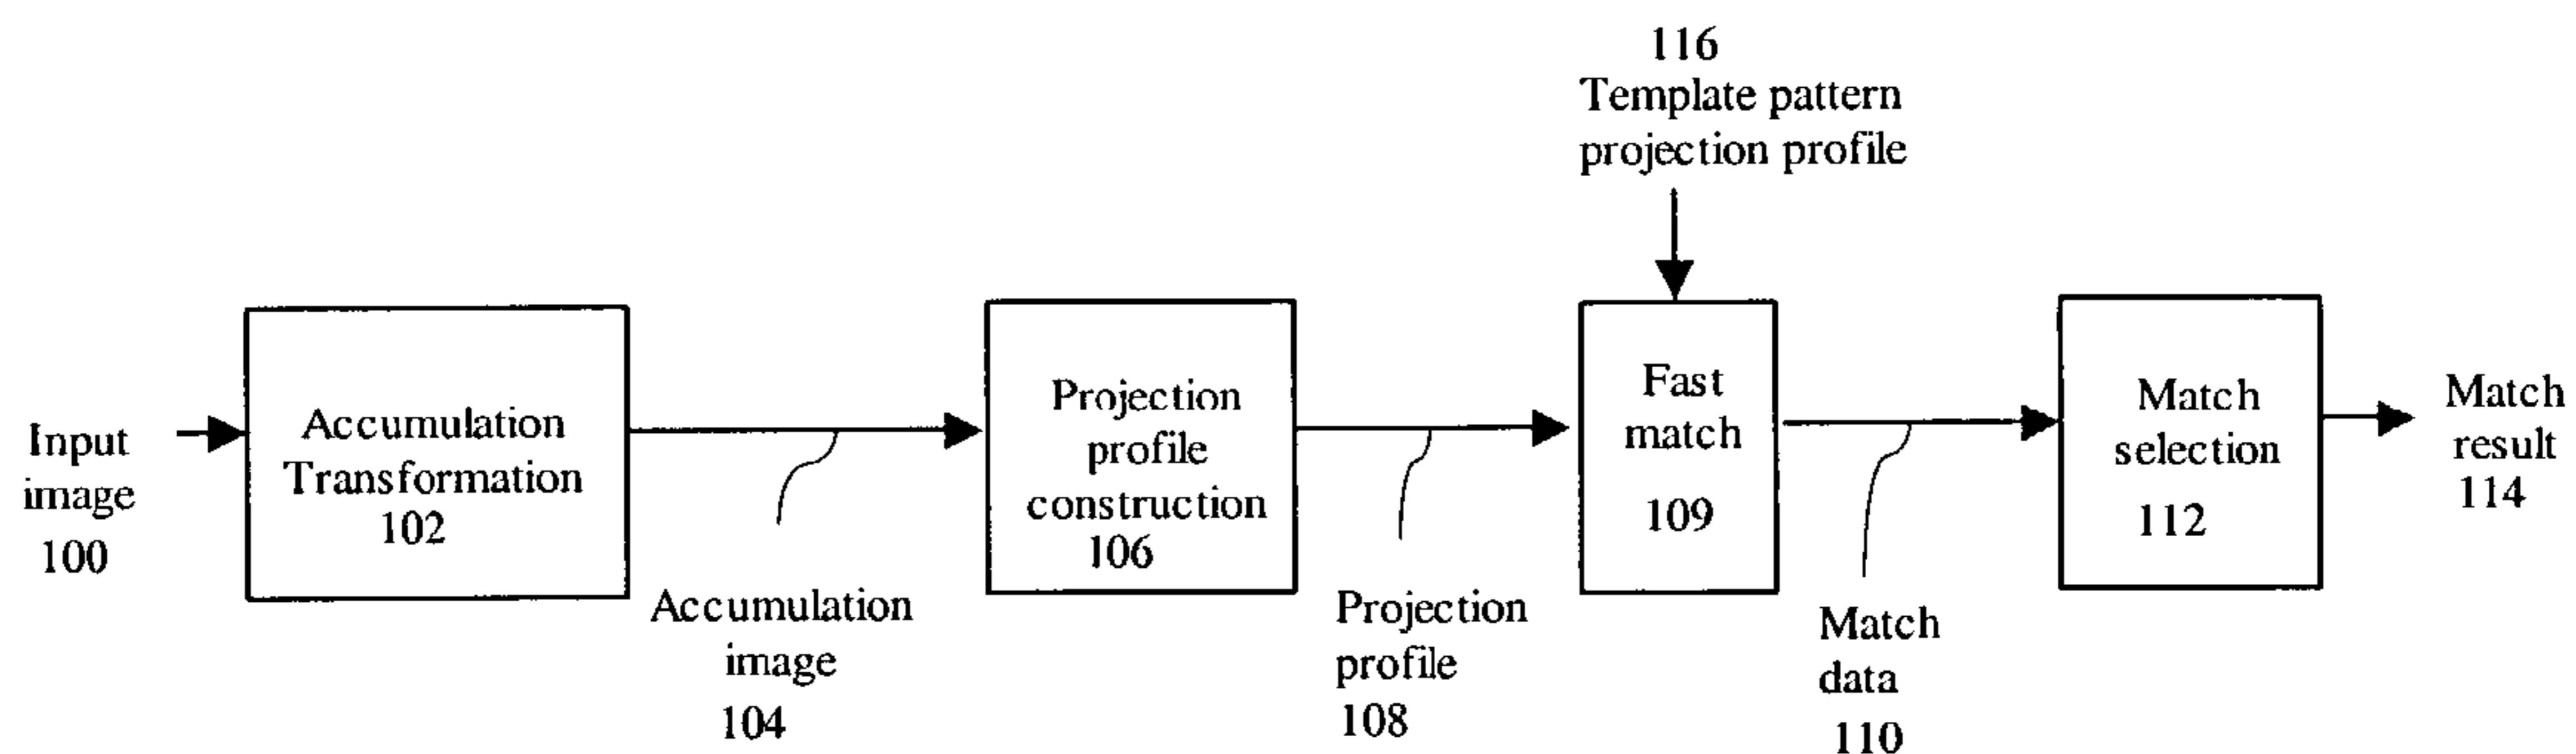 116
Template pattern
projection profile
Input
image
100
Accumulation
Transformation
102
Accumulation
image
104
Projection
profile
construction
106
Projection
profile
108
Fast
match
109
Match
data
110
Match
selection
112
Match
result
114